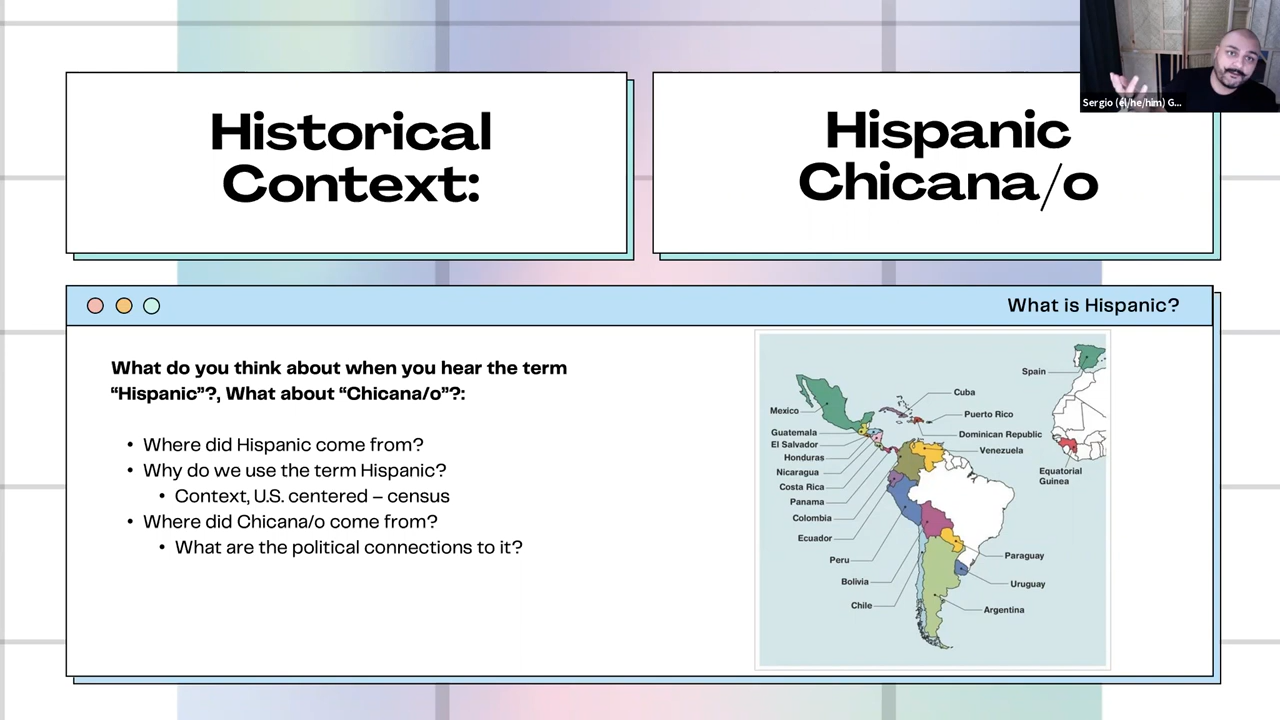 Historical
Context:
Hispanic
Chicana/o
Sergio (él/he/him) G...
What is Hispanic?
What do you think about when you hear the term
“Hispanic”?, What about “Chicana/o”?:
• Where did Hispanic come from?
• Why do we use the term Hispanic?
• Context, U.S. centered – census
• Where did Chicana/o come from?
• What are the political connections to it?
Spain
Cuba
Mexico
Puerto Rico
Guatemala
Dominican Republic
El Salvador
Venezuela
Honduras
Nicaragua
Equatorial
Guinea
Costa Rica
Panama
Colombia
Ecuador
Peru
Paraguay
Bolivia
Uruguay
Chile
Argentina